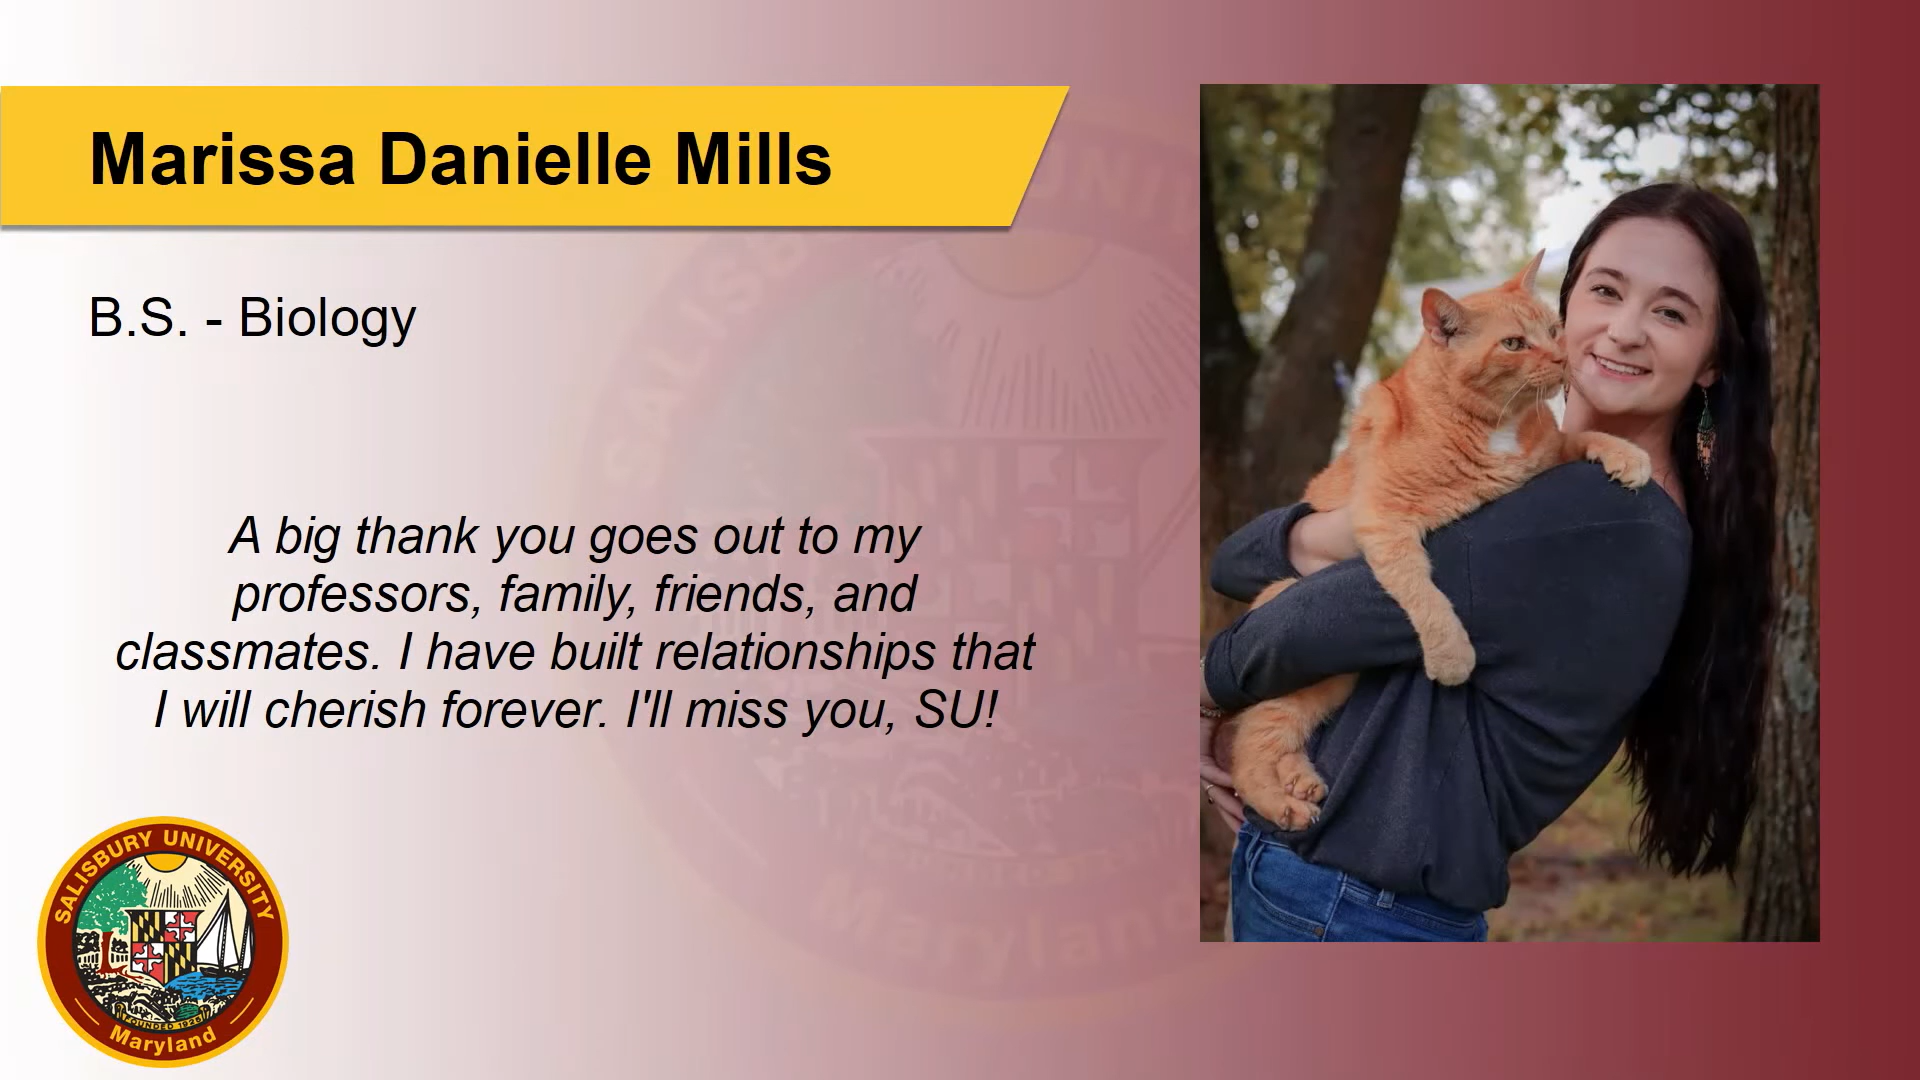 Marissa Danielle Mills
B.S. - Biology
A big thank you goes out to my
professors, family, friends, and
classmates. I have built relationships that
I will cherish forever. I'll miss you, SU!
SALISBURY UNIVERSITY
FOUNDED 1925
Maryland